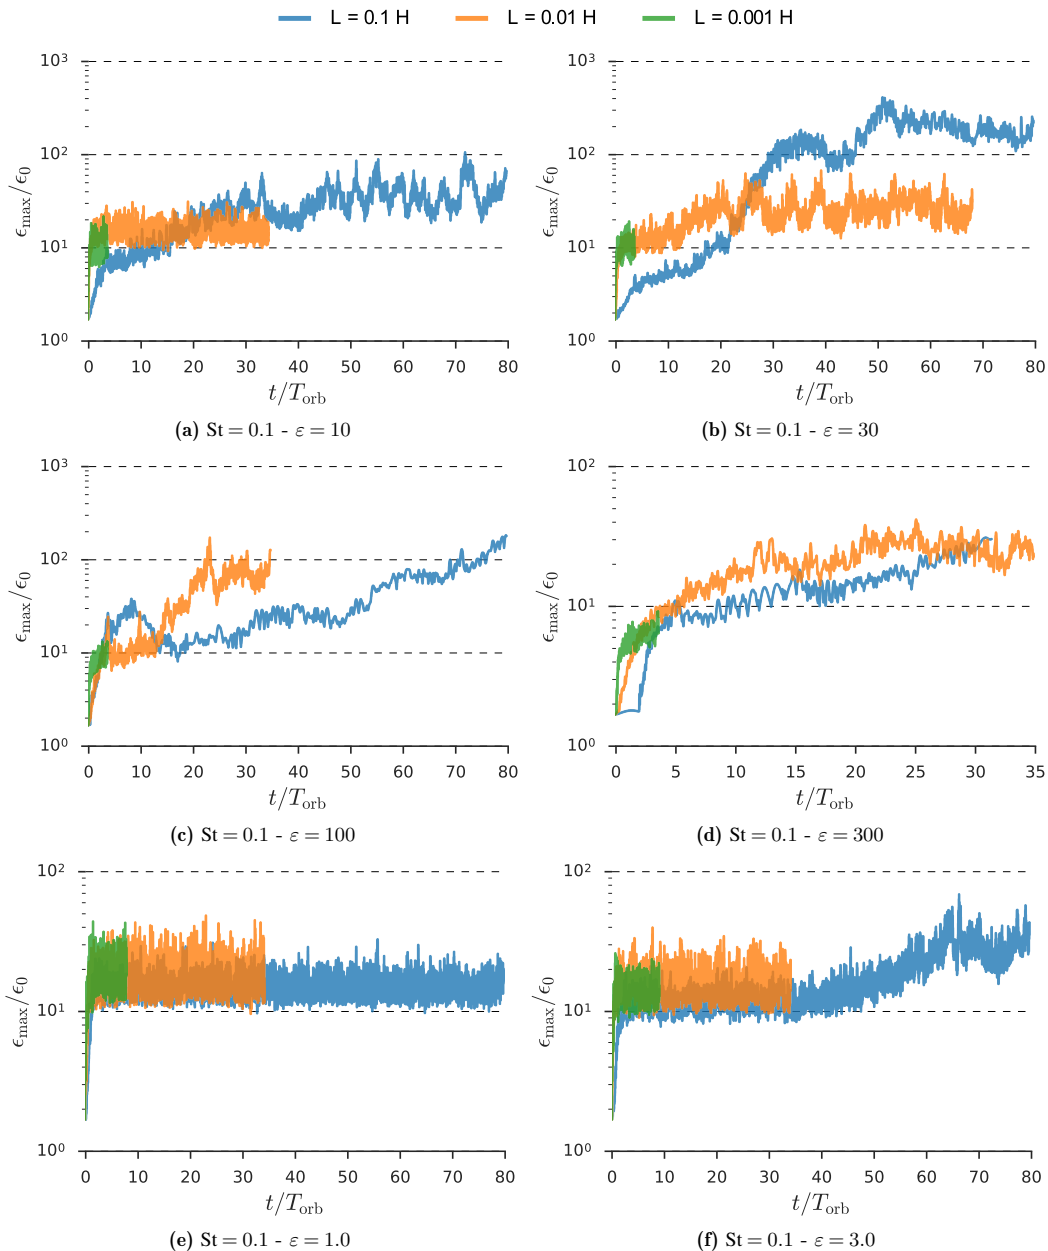 L = 0.1 H L = 0.01 H L = 0.001 H
10³ 10³
10² 10²
10¹ 10¹
10⁰ 10⁰
ϵmax/ϵ0 ϵmax/ϵ0
0 10 20 30 40 50 60 70 80 0 10 20 30 40 50 60 70 80
t/Torb t/Torb
(a) St = 0.1 - ε = 10 (b) St = 0.1 - ε = 30
10³ 10²
10²
10¹ 10¹
10⁰ 10⁰
ϵmax/ϵ0 ϵmax/ϵ0
0 10 20 30 40 50 60 70 80 0 5 10 15 20 25 30 35
t/Torb t/Torb
(c) St = 0.1 - ε = 100 (d) St = 0.1 - ε = 300
10² 10²
10¹ 10¹
10⁰ 10⁰
ϵmax/ϵ0 ϵmax/ϵ0
0 10 20 30 40 50 60 70 80 0 10 20 30 40 50 60 70 80
t/Torb t/Torb
(e) St = 0.1 - ε = 1.0 (f) St = 0.1 - ε = 3.0